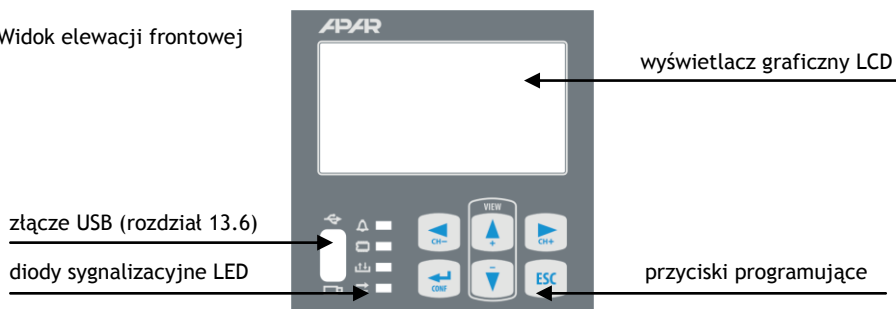 APAR
Widok elewacji frontowej
wyświetlacz graficzny LCD
VIEW
złącze USB (rozdział 13.6)
CH−
+
CH+
diody sygnalizacyjne LED
CONF
−
ESC
przyciski programujące